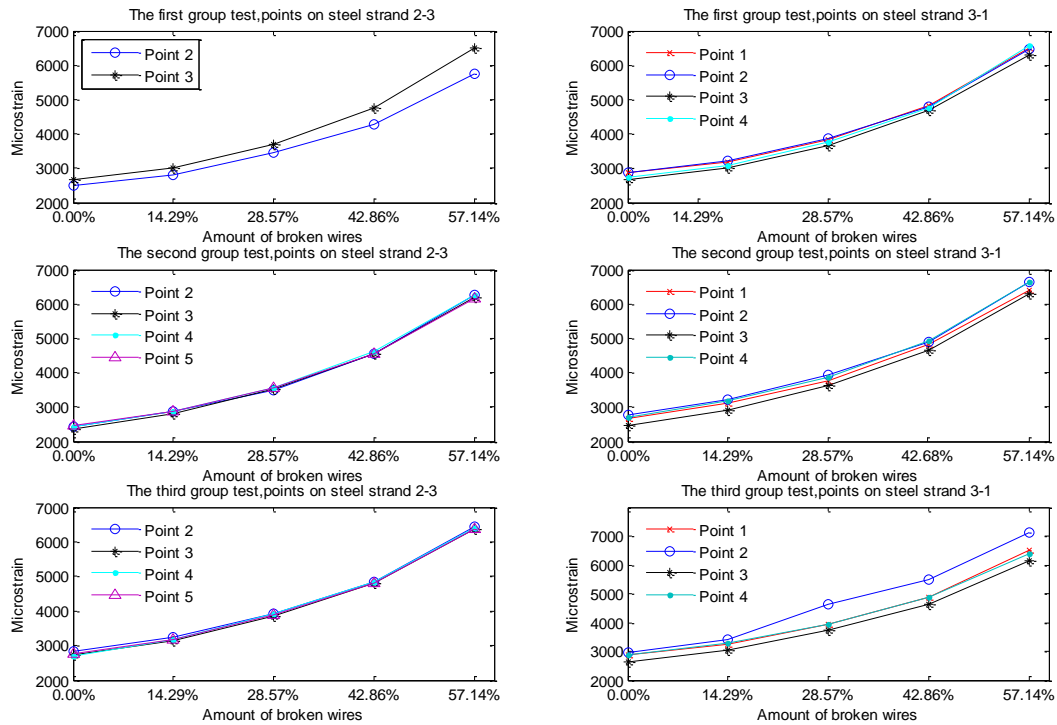 The first group test,points on steel strand 2-3
7000
6000
5000
4000
3000
2000
Microstrain
Point 2
Point 3
0.00% 14.29% 28.57% 42.86% 57.14%
Amount of broken wires
The first group test,points on steel strand 3-1
7000
6000
5000
4000
3000
2000
Microstrain
Point 1
Point 2
Point 3
Point 4
0.00% 14.29% 28.57% 42.86% 57.14%
Amount of broken wires
The second group test,points on steel strand 2-3
7000
6000
5000
4000
3000
2000
Microstrain
Point 2
Point 3
Point 4
Point 5
0.00% 14.29% 28.57% 42.86% 57.14%
Amount of broken wires
The second group test,points on steel strand 3-1
7000
6000
5000
4000
3000
2000
Microstrain
Point 1
Point 2
Point 3
Point 4
0.00% 14.29% 28.57% 42.68% 57.14%
Amount of broken wires
The third group test,points on steel strand 2-3
7000
6000
5000
4000
3000
2000
Microstrain
Point 2
Point 3
Point 4
Point 5
0.00% 14.29% 28.57% 42.86% 57.14%
Amount of broken wires
The third group test,points on steel strand 3-1
7000
6000
5000
4000
3000
2000
Microstrain
Point 1
Point 2
Point 3
Point 4
0.00% 14.29% 28.57% 42.86% 57.14%
Amount of broken wires